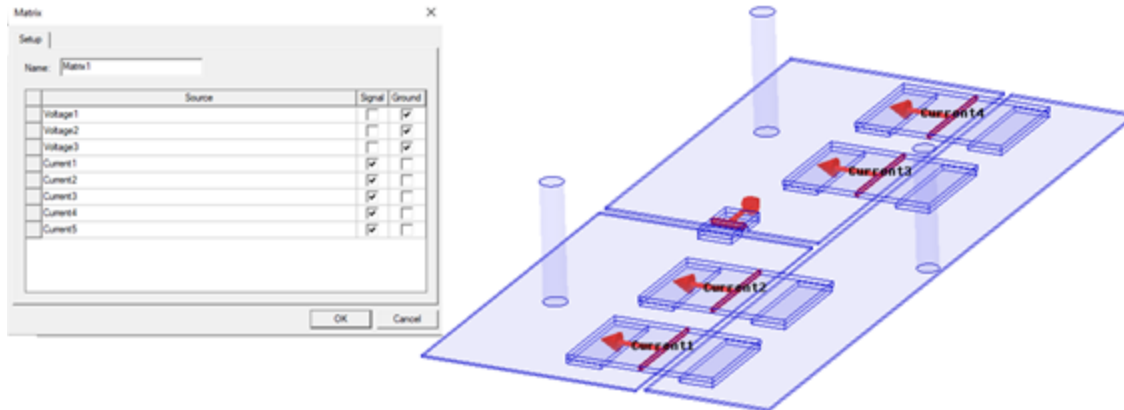 Matrix
Setup
Name: Matrix1
Source Signal Ground
Voltage1
Voltage2
Voltage3
Current1
Current2
Current3
Current4
Current5
OK Cancel
Current4
Current3
Current2
Current1